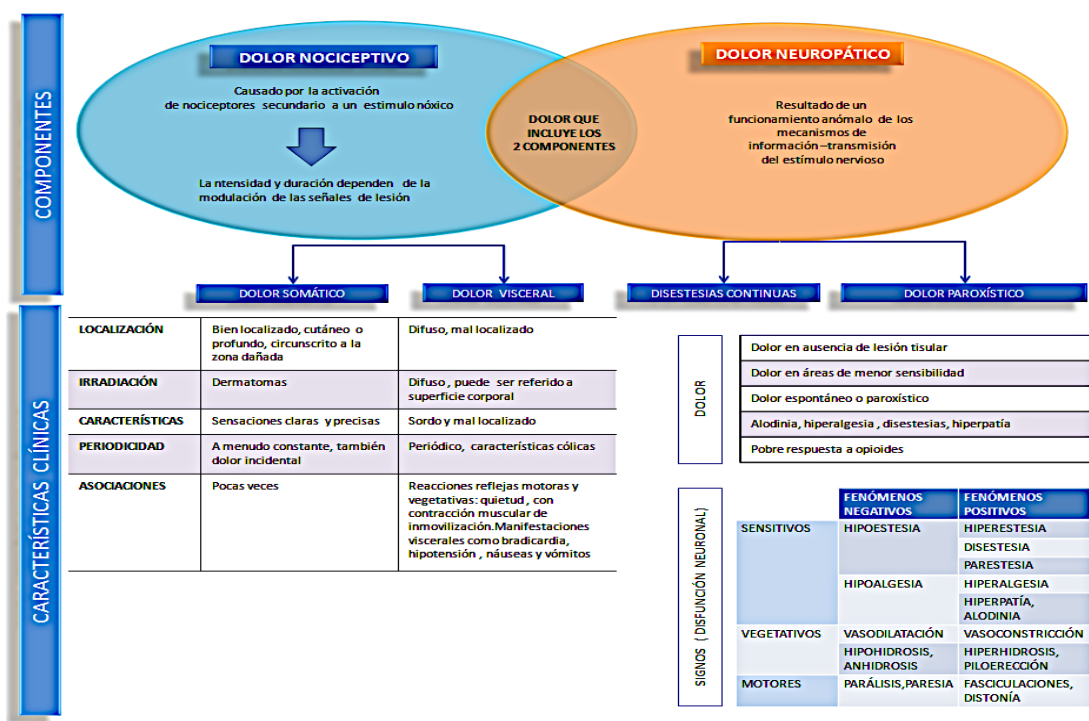 COMPONENTES
DOLOR NOCICEPTIVO
Causado por la activación
de nociceptores secundario a un estimulo nóxico
La ntensidad y duración dependen de la
modulación de las señales de lesión
DOLOR QUE
INCLUYE LOS
2 COMPONENTES
DOLOR NEUROPÁTICO
Resultado de un
funcionamiento anómalo de los
mecanismos de
información –transmisión
del estímulo nervioso
CARACTERÍSTICAS CLÍNICAS
DOLOR SOMÁTICO
DOLOR VISCERAL
LOCALIZACIÓN
Bien localizado, cutáneo o
profundo, circunscrito a la
zona dañada
Difuso, mal localizado
IRRADIACIÓN
Dermatomas
Difuso , puede ser referido a
superficie corporal
CARACTERÍSTICAS
Sensaciones claras y precisas
Sordo y mal localizado
PERIODICIDAD
A menudo constante, también
dolor incidental
Periódico, características cólicas
ASOCIACIONES
Pocas veces
Reacciones reflejas motoras y
vegetativas: quietud , con
contracción muscular de
inmovilización.Manifestaciones
viscerales como bradicardia,
hipotensión , náuseas y vómitos
DISESTESIAS CONTINUAS
DOLOR PAROXÍSTICO
DOLOR
Dolor en ausencia de lesión tisular
Dolor en áreas de menor sensibilidad
Dolor espontáneo o paroxístico
Alodinia, hiperalgesia , disestesias, hiperpatía
Pobre respuesta a opioides
SIGNOS ( DISFUNCIÓN NEURONAL)
FENÓMENOS
NEGATIVOS
FENÓMENOS
POSITIVOS
SENSITIVOS
HIPOESTESIA
HIPERESTESIA
DISESTESIA
PARESTESIA
HIPOALGESIA
HIPERALGESIA
HIPERPATÍA,
ALODINIA
VEGETATIVOS
VASODILATACIÓN
VASOCONSTRICCIÓN
HIPOHIDROSIS,
ANHIDROSIS
HIPERHIDROSIS,
PILOERECCIÓN
MOTORES
PARÁLISIS,PARESIA
FASCICULACIONES,
DISTONÍA